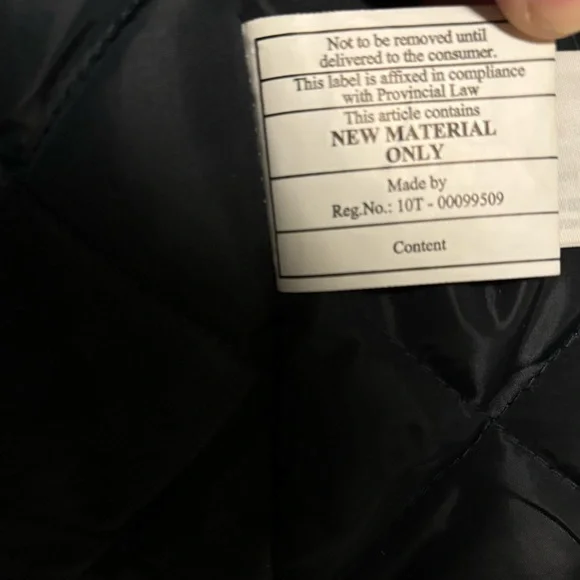 Not to be removed until
delivered to the consumer.
This label is affixed in compliance
with Provincial Law
This article contains
NEW MATERIAL
ONLY
Made by
Reg.No.: 10T - 00099509
Content